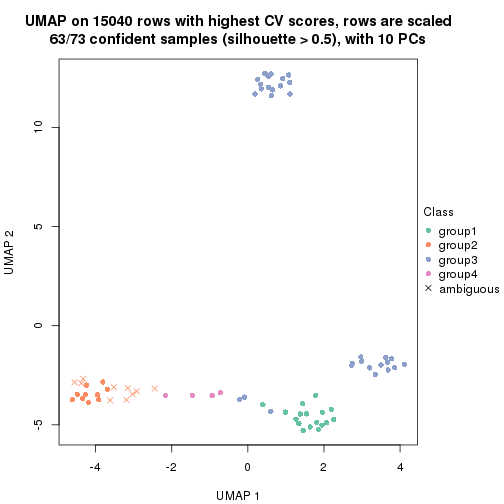 UMAP on 15040 rows with highest CV scores, rows are scaled
63/73 confident samples (silhouette > 0.5), with 10 PCs
10
5
0
-5
UMAP 2
-4
-2
0
2
4
UMAP 1
Class
group1
group2
group3
group4
ambiguous